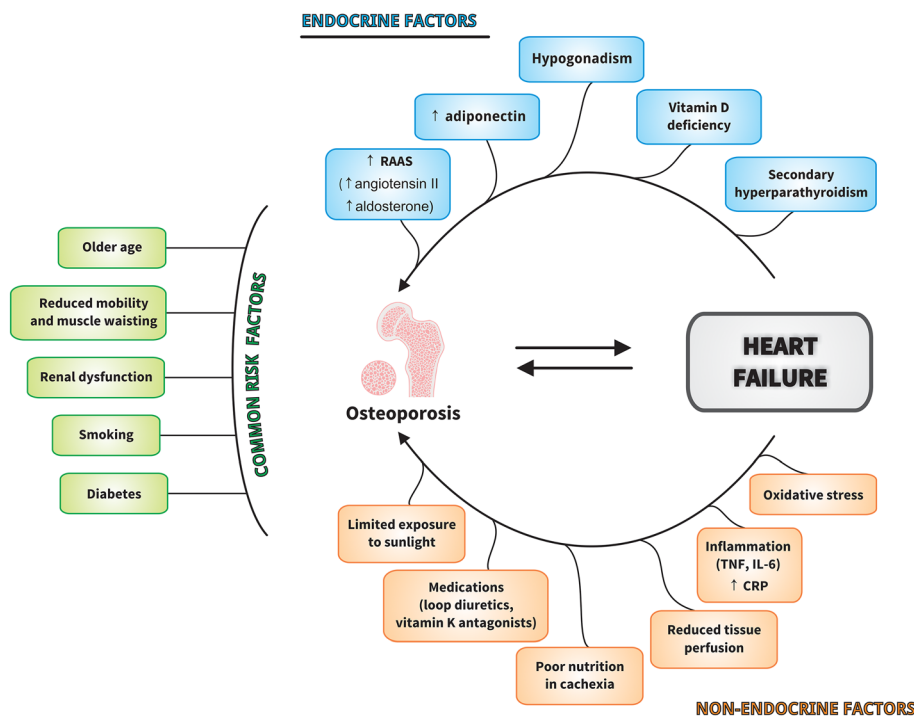 ENDOCRINE FACTORS
Hypogonadism
↑ adiponectin
Vitamin D
deficiency
↑ RAAS
(↑angiotensin II
↑aldosterone)
Secondary
hyperparathyroidism
Older age
Reduced mobility
and muscle waisting
Renal dysfunction
Smoking
Diabetes
COMMON RISK FACTORS
Osteoporosis
HEART
FAILURE
Limited exposure
to sunlight
Medications
(loop diuretics,
vitamin K antagonists)
Poor nutrition
in cachexia
Reduced tissue
perfusion
Inflammation
(TNF, IL-6)
↑ CRP
Oxidative stress
NON-ENDOCRINE FACTORS